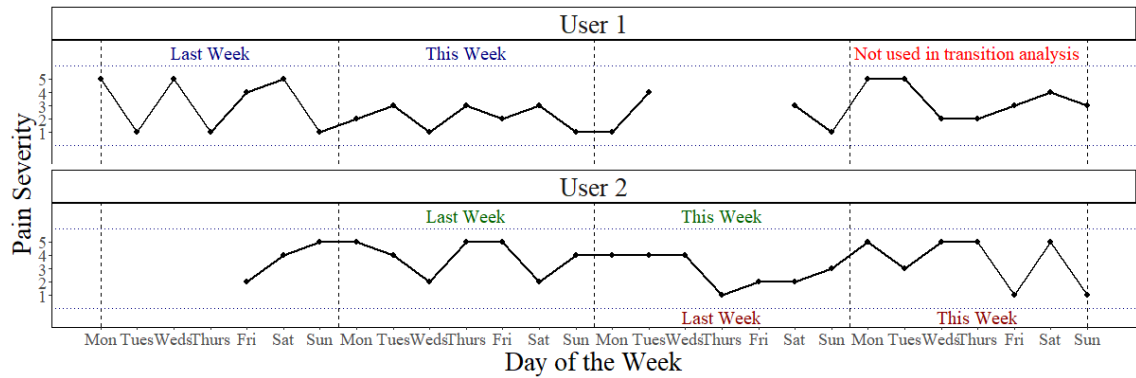 User 1
Last Week This Week Not used in transition analysis
5
4
3
2
1
Pain Severity
User 2
Last Week This Week
5
4
3
2
1
Last Week This Week
Mon Tues Weds Thurs Fri Sat Sun Mon Tues Weds Thurs Fri Sat Sun Mon Tues Weds Thurs Fri Sat Sun Mon Tues Weds Thurs Fri Sat Sun
Day of the Week